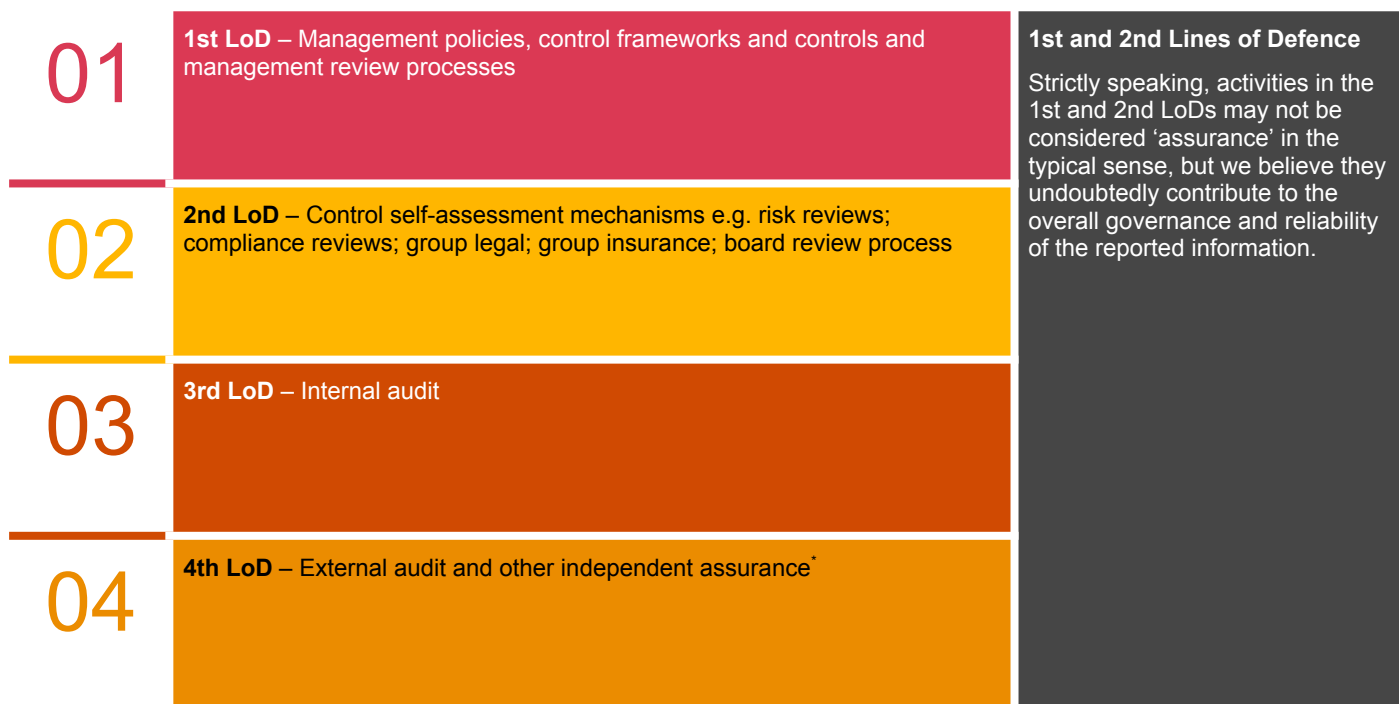 01
1st LoD – Management policies, control frameworks and controls and
management review processes
02
2nd LoD – Control self-assessment mechanisms e.g. risk reviews;
compliance reviews; group legal; group insurance; board review process
03
3rd LoD – Internal audit
04
4th LoD – External audit and other independent assurance*
1st and 2nd Lines of Defence
Strictly speaking, activities in the
1st and 2nd LoDs may not be
considered ‘assurance’ in the
typical sense, but we believe they
undoubtedly contribute to the
overall governance and reliability
of the reported information.